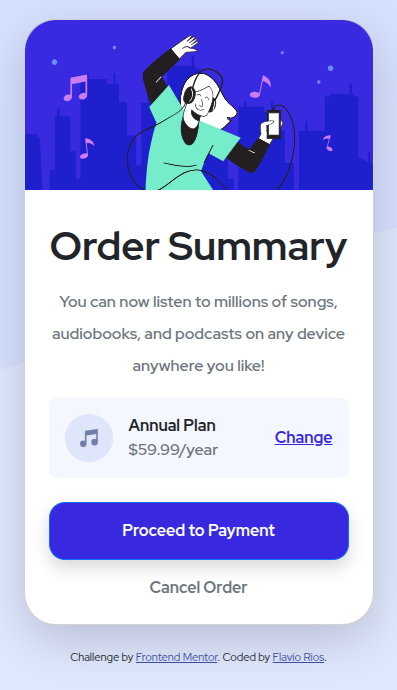 Order Summary
You can now listen to millions of songs,
audiobooks, and podcasts on any device
anywhere you like!
Annual Plan
$59.99/year
Change
Proceed to Payment
Cancel Order
Challenge by Frontend Mentor. Coded by Flavio Rios.